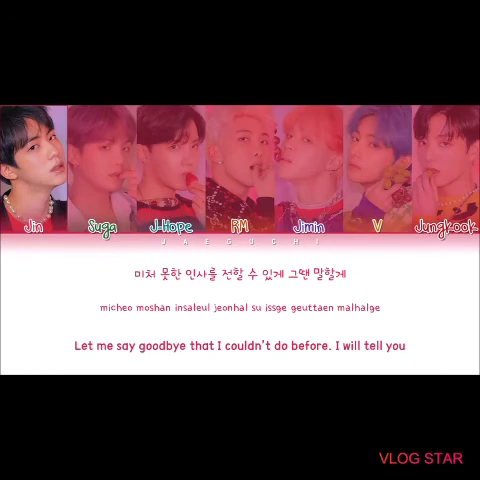 Jin Suga J-Hope RM Jimin V Jungkook
J A E G U C H I
미처 못한 인사를 전할 수 있게 그땐 말할게
micheo moshan insaleul jeonhal su issge geuttaen malhalge
Let me say goodbye that I couldn't do before. I will tell you
VLOG STAR